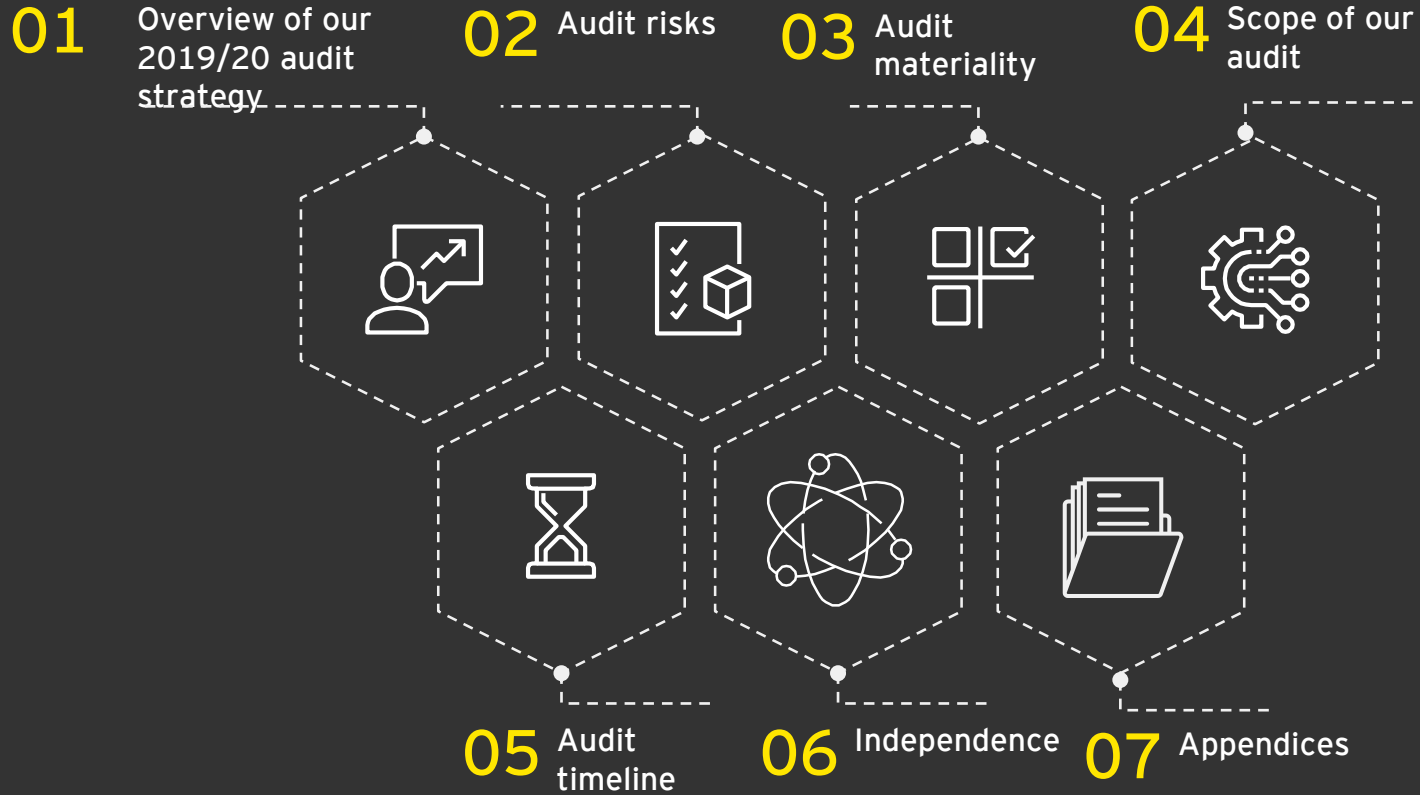 01
Overview of our
2019/20 audit
strategy
02
Audit risks
03
Audit
materiality
04
Scope of our
audit
05
Audit
timeline
06
Independence
07
Appendices